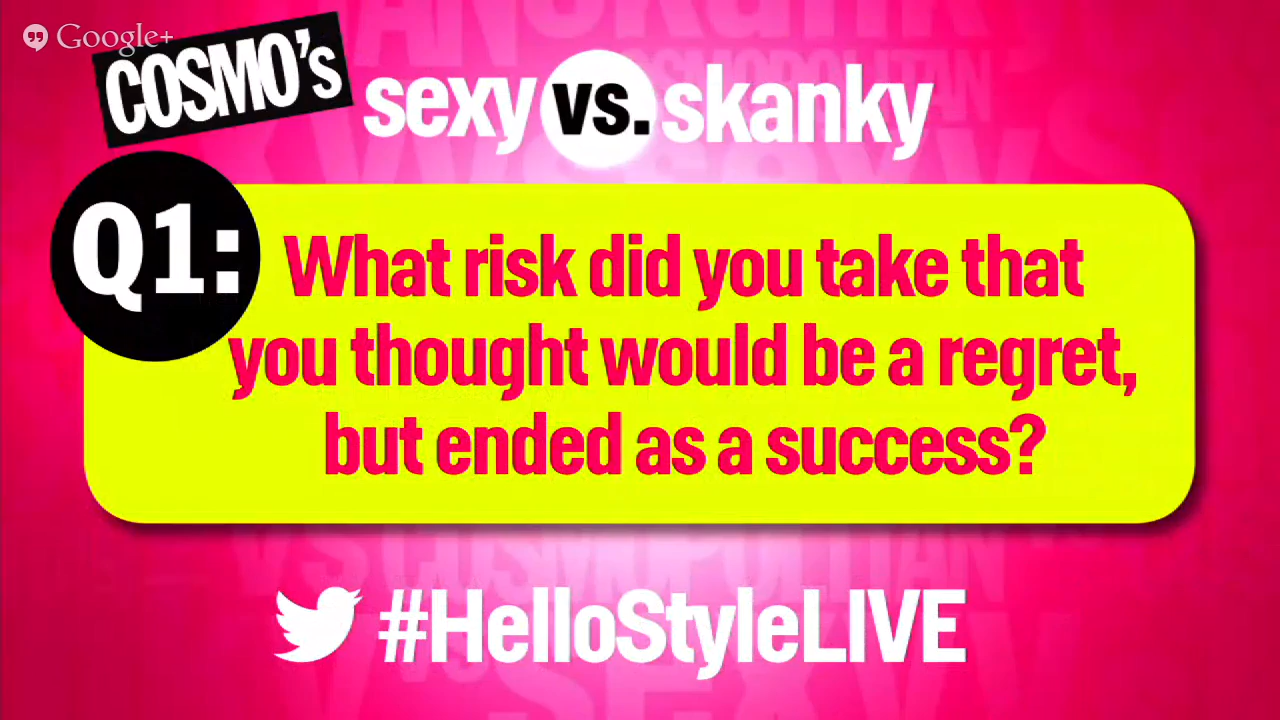 Google+
COSMO's
sexy vs. skanky
Q1:
What risk did you take that
you thought would be a regret,
but ended as a success?
#HelloStyleLIVE